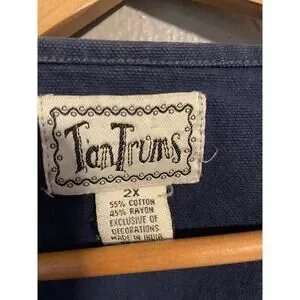 TanTrums
2X
55% COTTON
45% RAYON
EXCLUSIVE OF
DECORATIONS
MADE IN INDIA